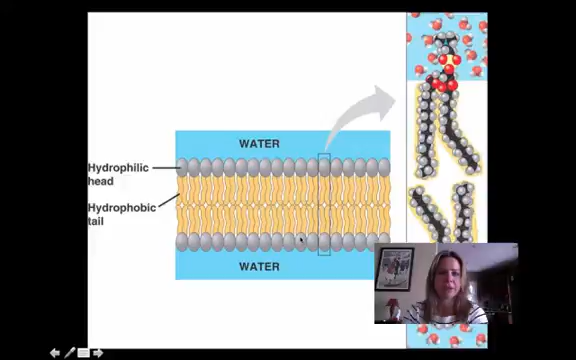 WATER
Hydrophilic
head
Hydrophobic
tail
WATER